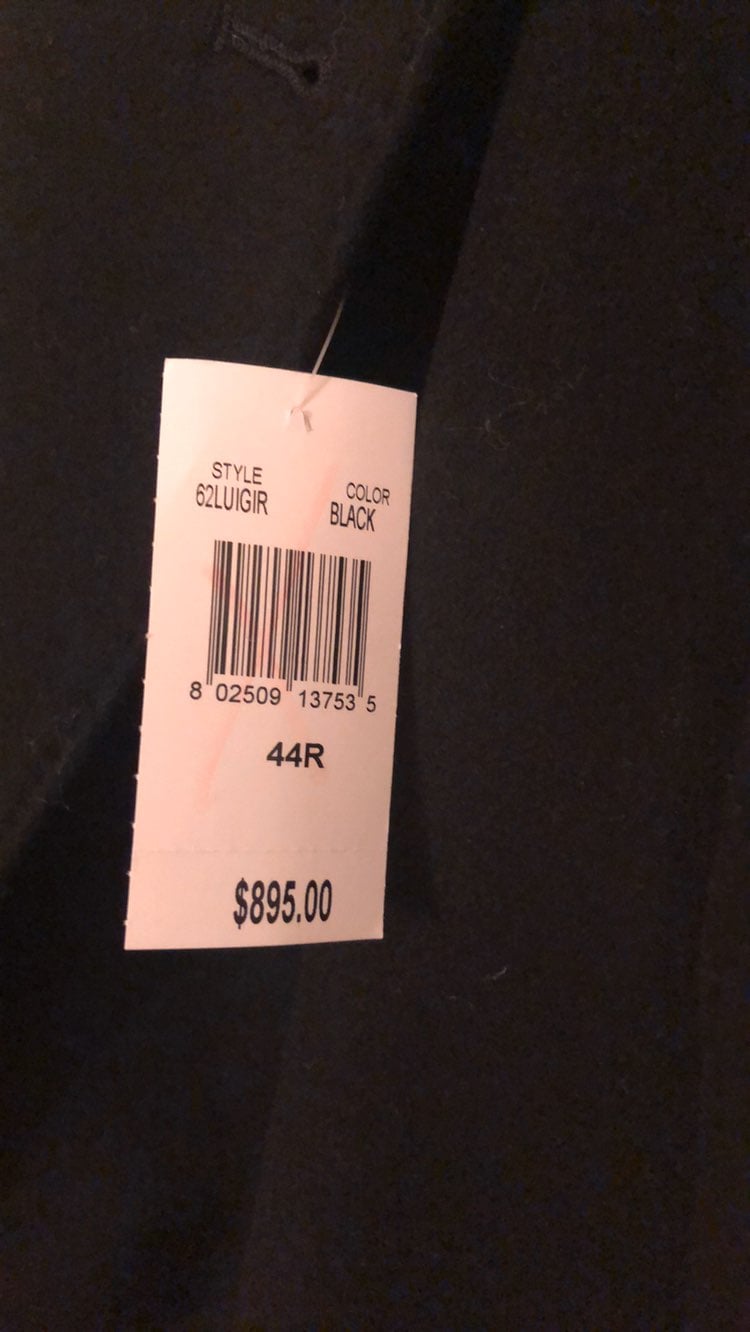 STYLE
62LUIGIR
COLOR
BLACK
8 02509 13753 5
44R
$895.00